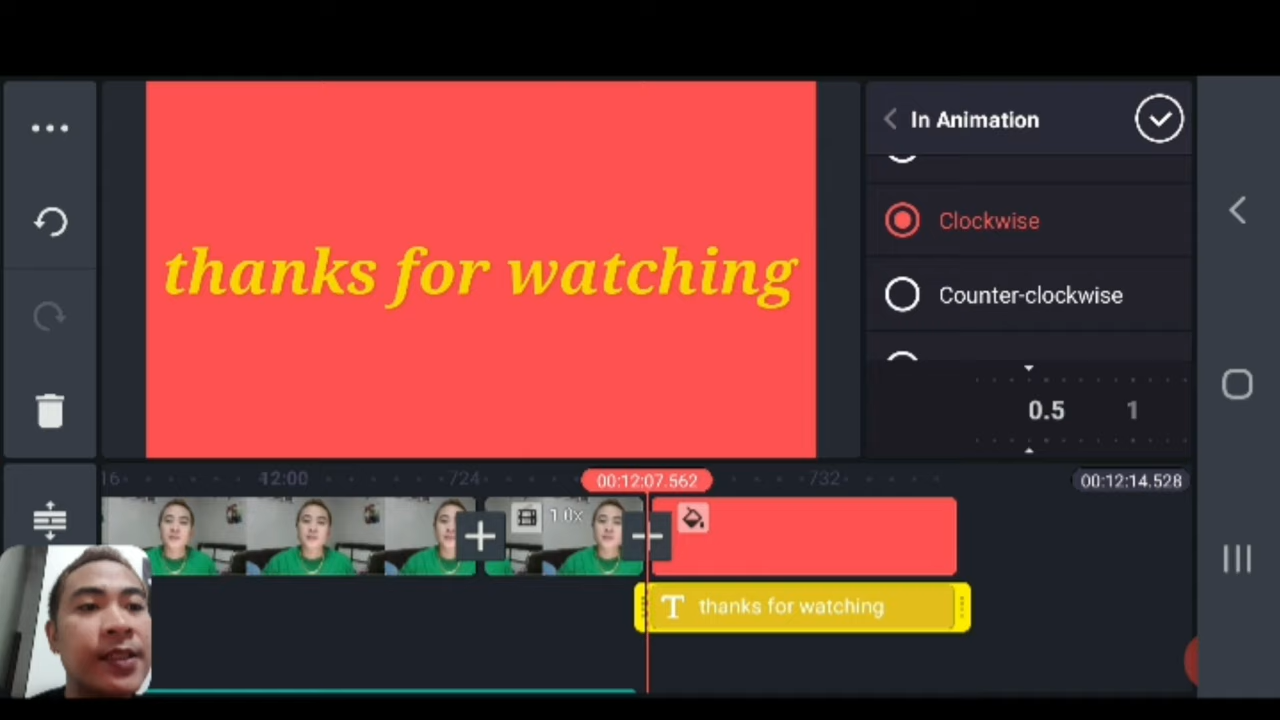 In Animation
thanks for watching
Clockwise
Counter-clockwise
0.5 1
16 12:00 724 00:12:07.562 732 00:12:14.528
1.0x
thanks for watching